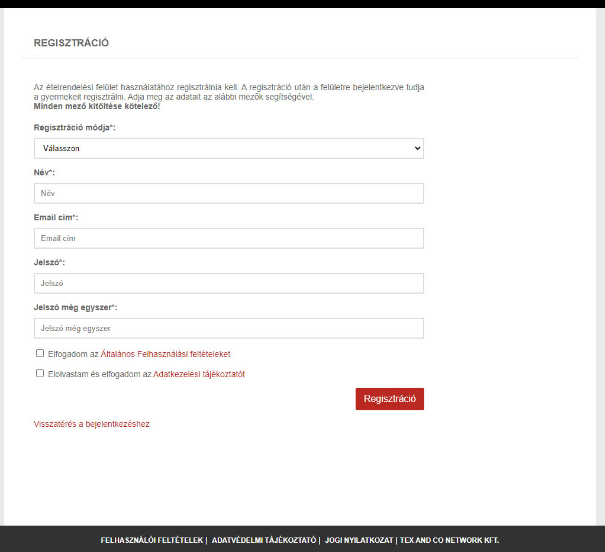 REGISZTRÁCIÓ
Az ételrendelési felület használatához regisztrálnia kell. A regisztráció után a felületre bejelentkezve tudja
a gyermekeit regisztrálni. Adja meg az adatait az alábbi mezők segítségével.
Minden mező kitöltése kötelező!
Regisztráció módja*:
Válasszon
Név*:
Név
Email cím*:
Email cím
Jelszó*:
Jelszó
Jelszó még egyszer*:
Jelszó még egyszer
Elfogadom az Általános Felhasználási feltételeket
Elolvastam és elfogadom az Adatkezelési tájékoztatót
Regisztráció
Visszatérés a bejelentkezéshez
FELHASZNÁLÓI FELTÉTELEK | ADATVÉDELMI TÁJÉKOZTATÓ | JOGI NYILATKOZAT | TEX AND CO NETWORK KFT.